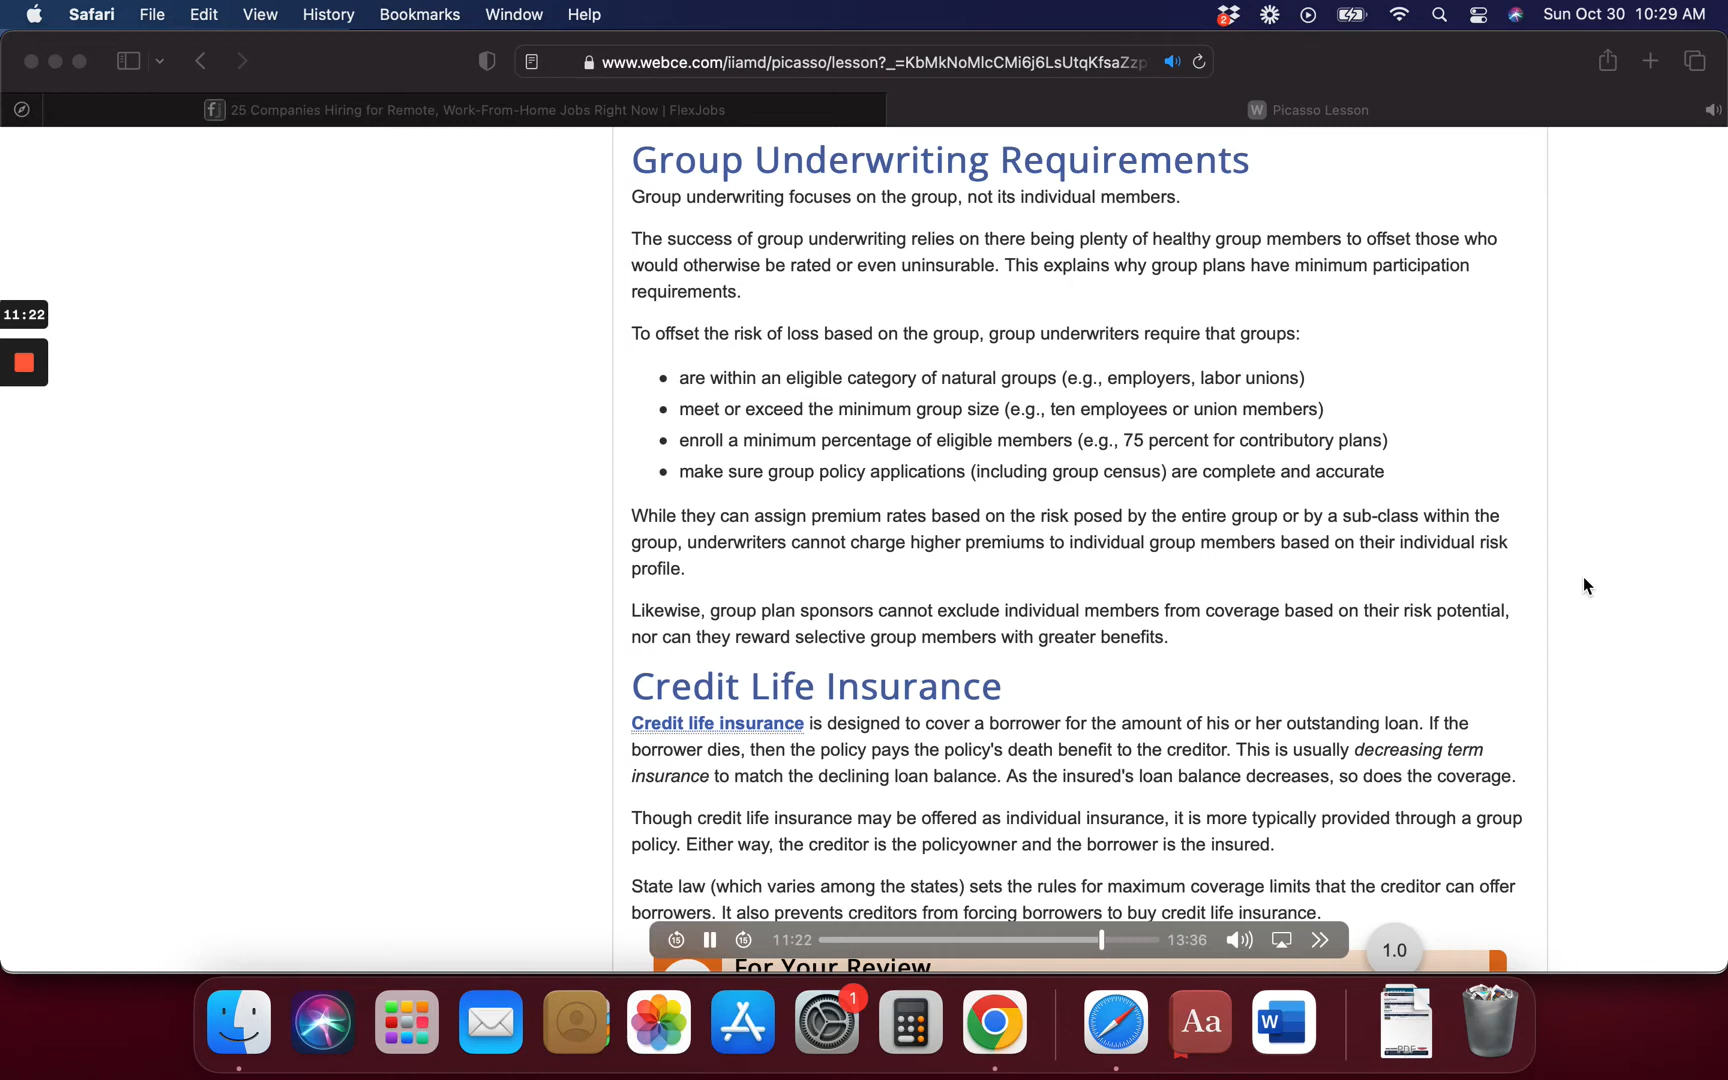 Safari File Edit View History Bookmarks Window Help 2 Sun Oct 30 10:29 AM
www.webce.com/iiamd/picasso/lesson?_=KbMkNoMlcCMi6j6LsUtqKfsaZzp
25 Companies Hiring for Remote, Work-From-Home Jobs Right Now | FlexJobs W Picasso Lesson
Group Underwriting Requirements
Group underwriting focuses on the group, not its individual members.
The success of group underwriting relies on there being plenty of healthy group members to offset those who
would otherwise be rated or even uninsurable. This explains why group plans have minimum participation
requirements.
11:22
To offset the risk of loss based on the group, group underwriters require that groups:
• are within an eligible category of natural groups (e.g., employers, labor unions)
• meet or exceed the minimum group size (e.g., ten employees or union members)
• enroll a minimum percentage of eligible members (e.g., 75 percent for contributory plans)
• make sure group policy applications (including group census) are complete and accurate
While they can assign premium rates based on the risk posed by the entire group or by a sub-class within the
group, underwriters cannot charge higher premiums to individual group members based on their individual risk
profile.
Likewise, group plan sponsors cannot exclude individual members from coverage based on their risk potential,
nor can they reward selective group members with greater benefits.
Credit Life Insurance
Credit life insurance is designed to cover a borrower for the amount of his or her outstanding loan. If the
borrower dies, then the policy pays the policy's death benefit to the creditor. This is usually decreasing term
insurance to match the declining loan balance. As the insured's loan balance decreases, so does the coverage.
Though credit life insurance may be offered as individual insurance, it is more typically provided through a group
policy. Either way, the creditor is the policyowner and the borrower is the insured.
State law (which varies among the states) sets the rules for maximum coverage limits that the creditor can offer
borrowers. It also prevents creditors from forcing borrowers to buy credit life insurance.
15 15 11:22 13:36 1.0
For Your Review
1
Aa
W
PDF